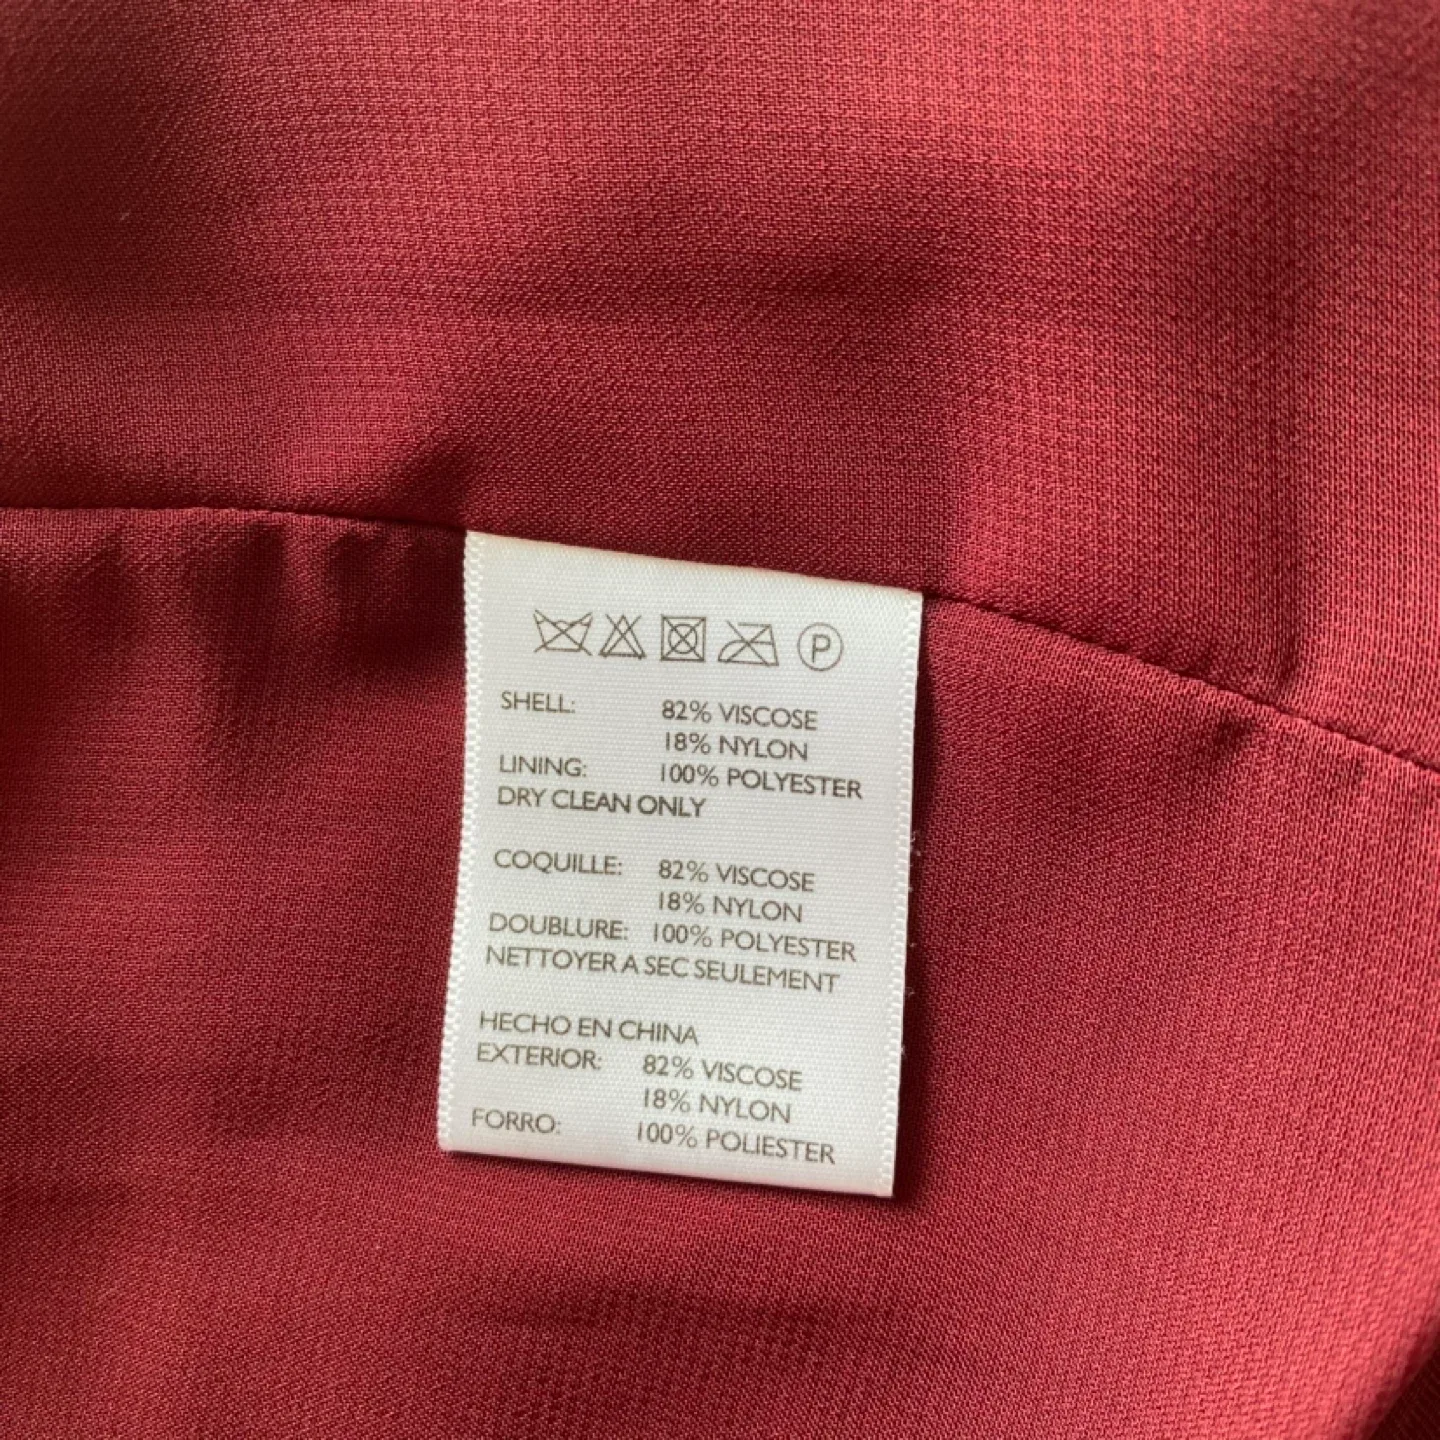 P
SHELL: 82% VISCOSE
18% NYLON
LINING: 100% POLYESTER
DRY CLEAN ONLY
COQUILLE: 82% VISCOSE
18% NYLON
DOUBLURE: 100% POLYESTER
NETTOYER A SEC SEULEMENT
HECHO EN CHINA
EXTERIOR: 82% VISCOSE
18% NYLON
FORRO: 100% POLIESTER